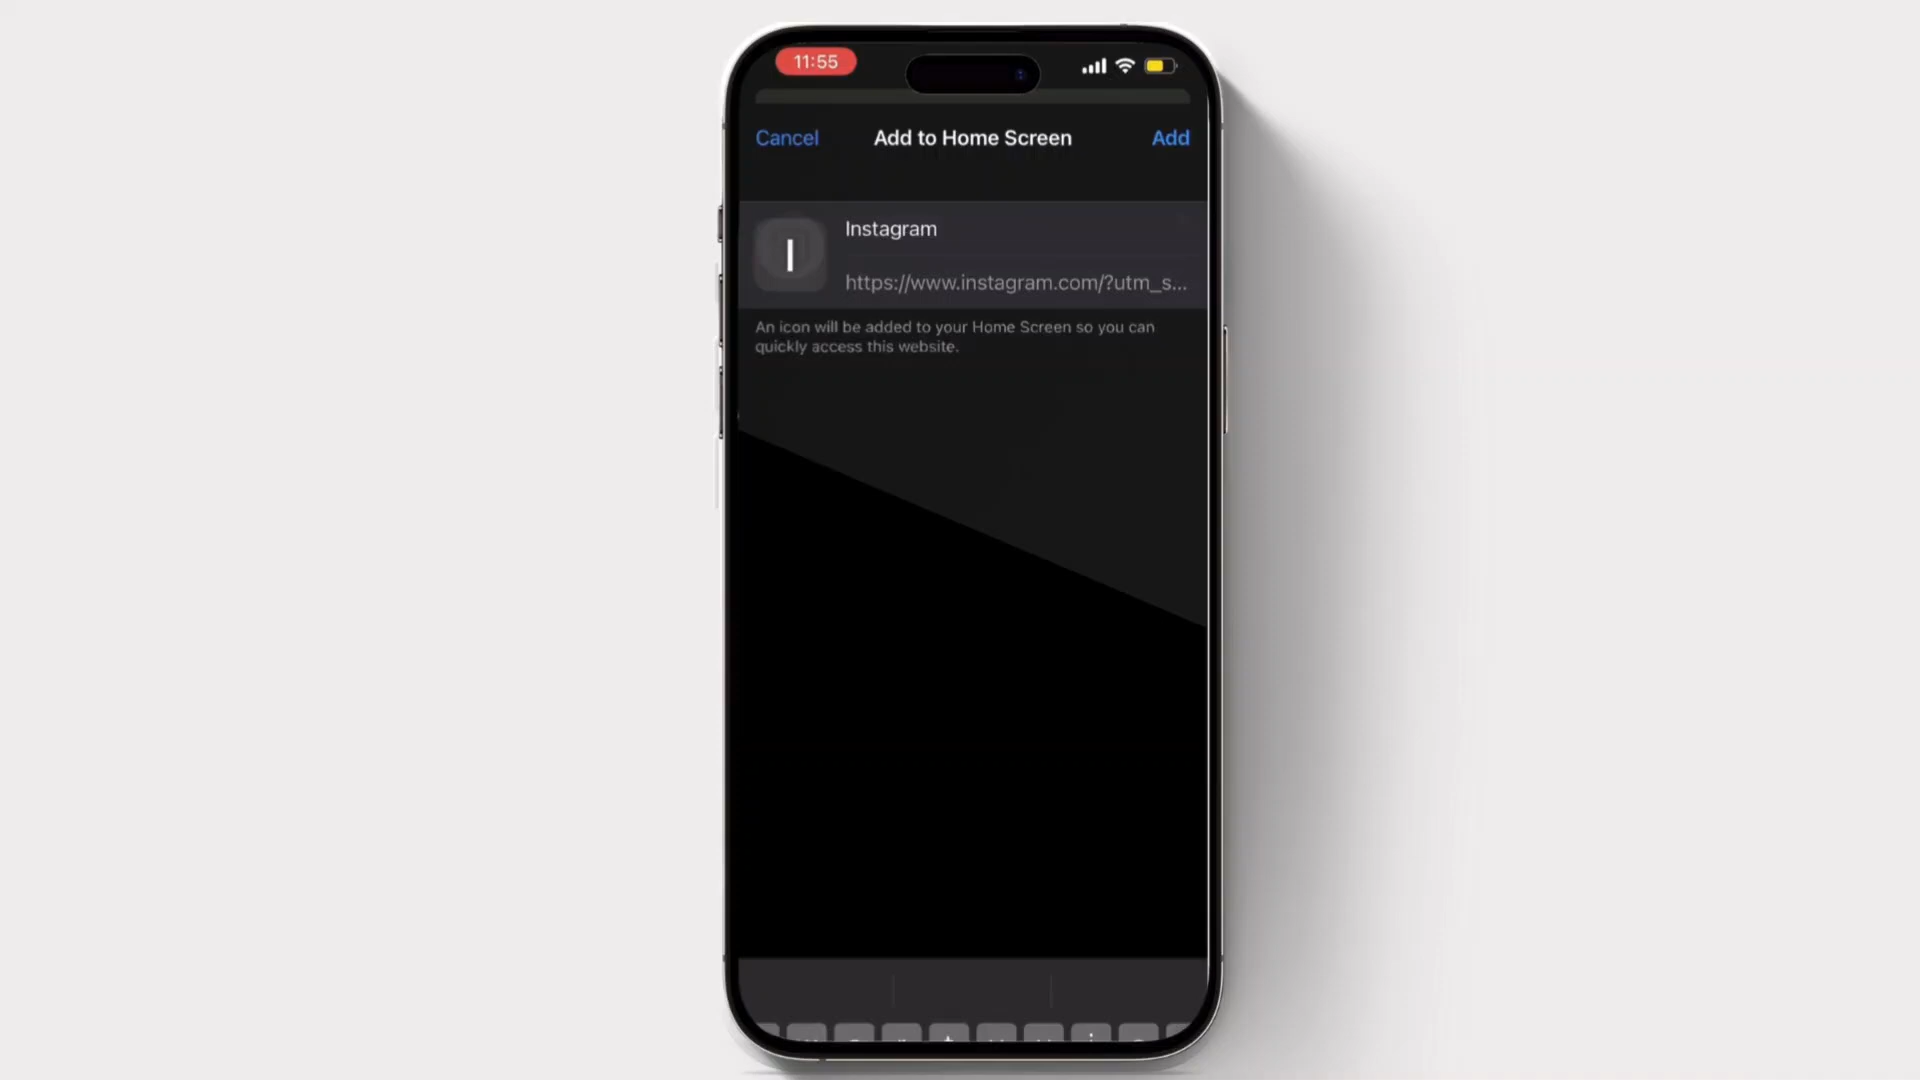 11:55
Cancel Add to Home Screen Add
Instagram
I
https://www.instagram.com/?utm_s...
An icon will be added to your Home Screen so you can
quickly access this website.